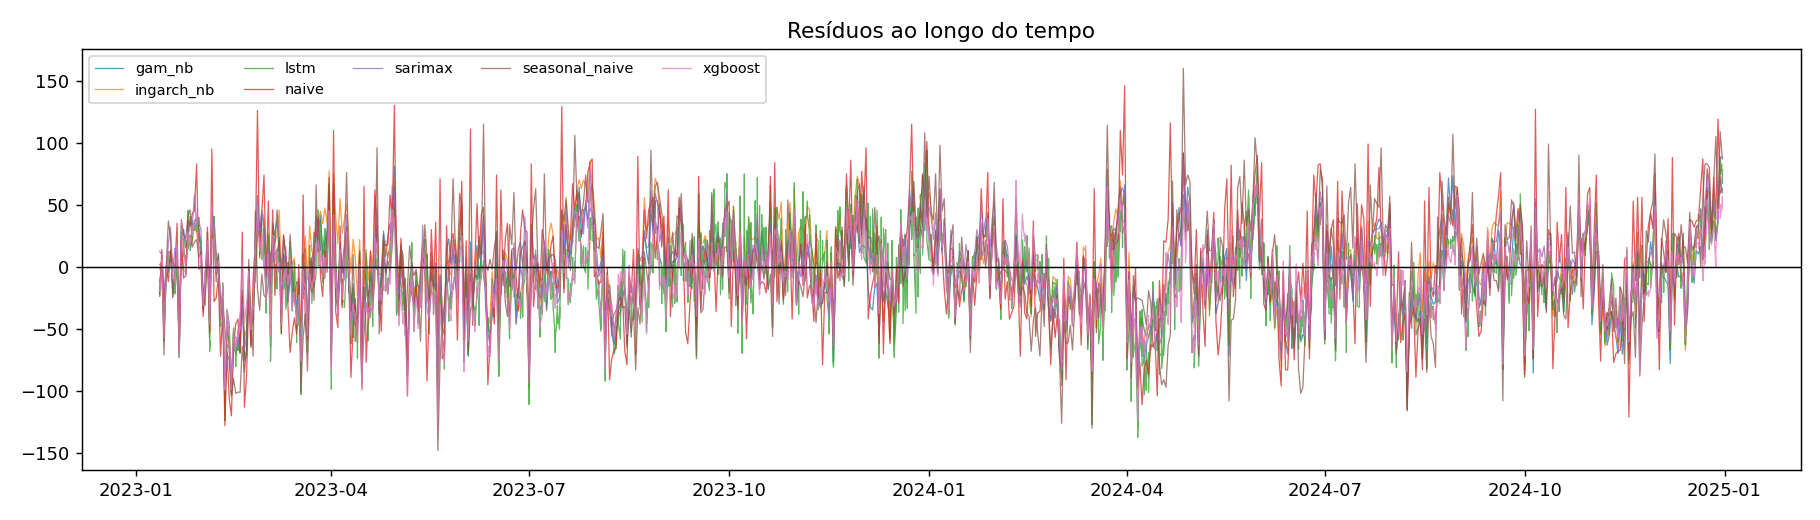 Resíduos ao longo do tempo
gam_nb lstm sarimax seasonal_naive xgboost
ingarch_nb naive
150
100
50
0
−50
−100
−150
2023-01 2023-04 2023-07 2023-10 2024-01 2024-04 2024-07 2024-10 2025-01